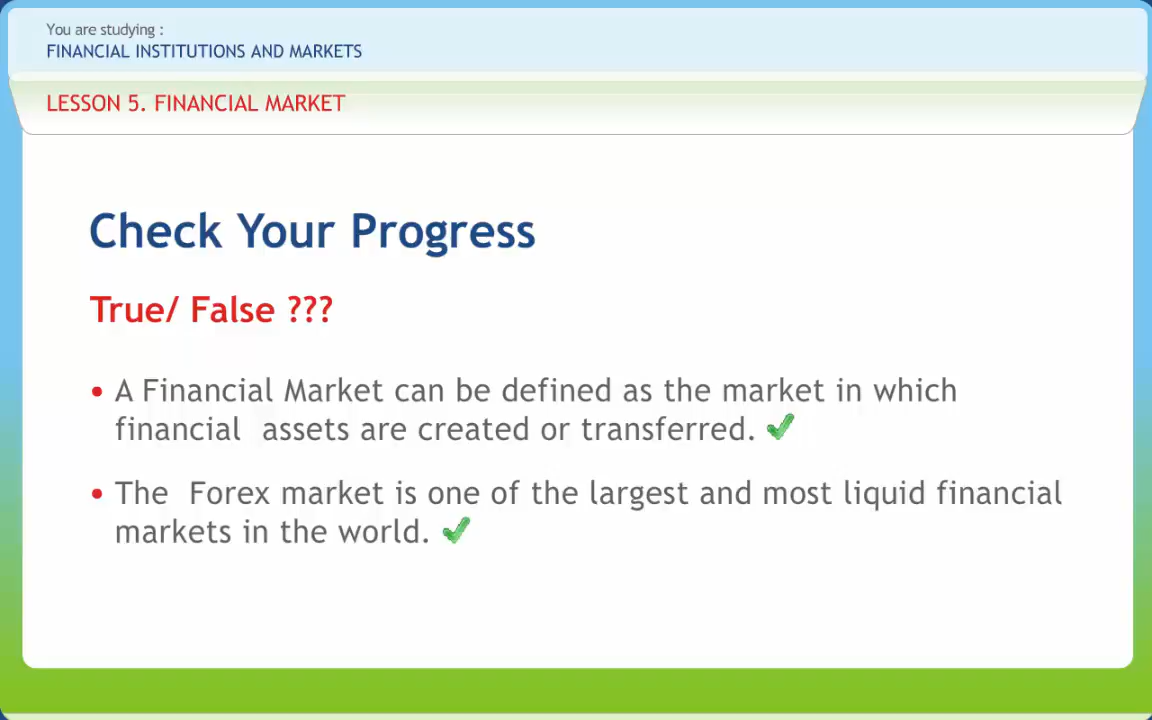 You are studying :
FINANCIAL INSTITUTIONS AND MARKETS
LESSON 5. FINANCIAL MARKET
Check Your Progress
True/ False ???
• A Financial Market can be defined as the market in which
financial  assets are created or transferred.
• The  Forex market is one of the largest and most liquid financial
markets in the world.